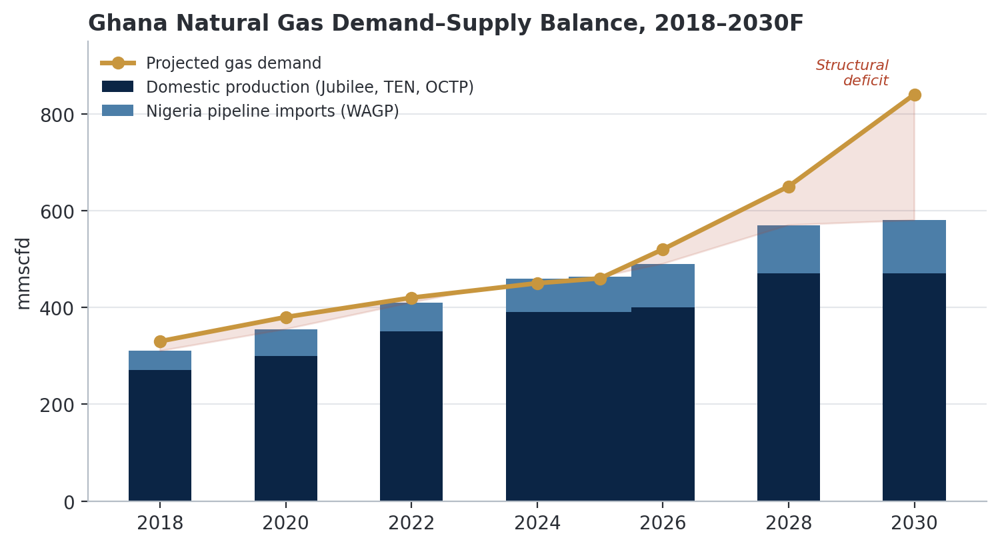 Ghana Natural Gas Demand–Supply Balance, 2018–2030F
Projected gas demand
Domestic production (Jubilee, TEN, OCTP)
Nigeria pipeline imports (WAGP)
Structural
deficit
mmscfd
800
600
400
200
0
2018 2020 2022 2024 2026 2028 2030